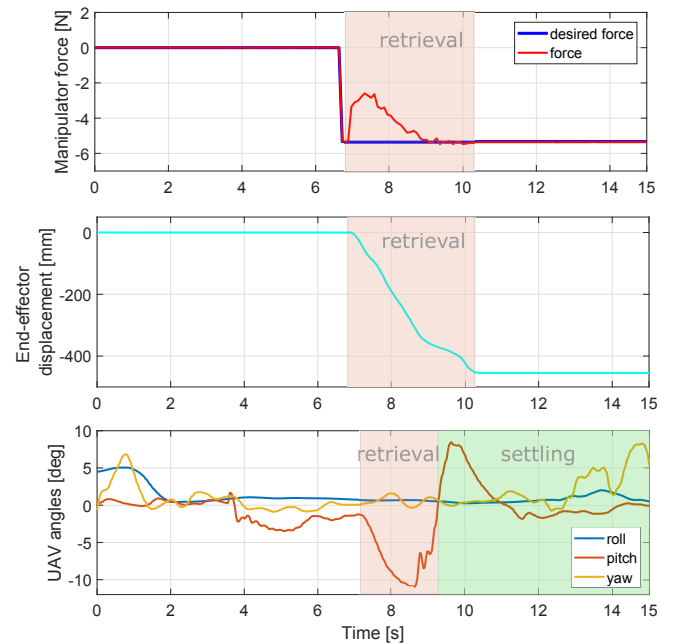 Manipulator force [N]
0
-2
-4
-6
retrieval
desired force
force
0 2 4 6 8 10 12 14 15
End-effector
displacement [mm]
0
-200
-400
retrieval
0 2 4 6 8 10 12 14 15
UAV angles [deg]
10
5
0
-5
-10
retrieval settling
roll
pitch
yaw
0 2 4 6 8 10 12 14 15
Time [s]